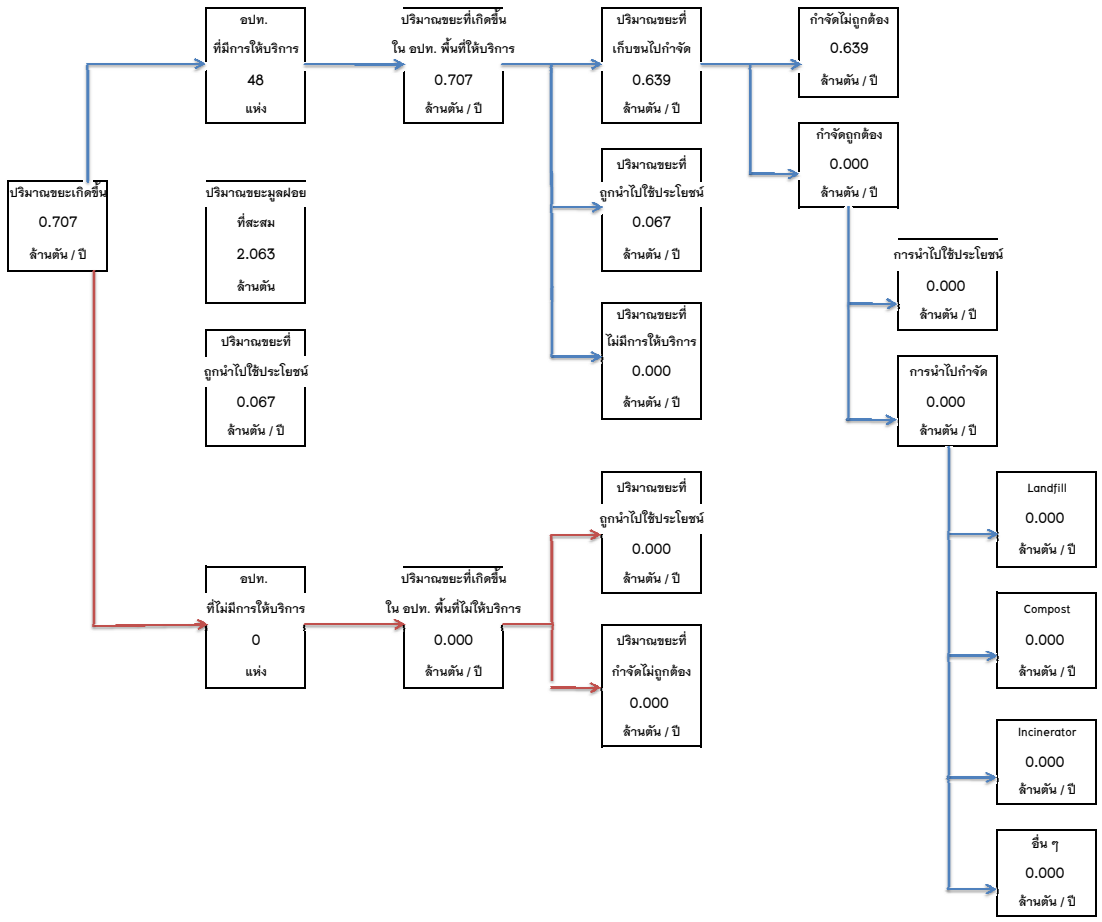 ปริมาณขยะเกิดขึ้น
0.707
ล้านตัน / ปี
อปท.
ที่มีการให้บริการ
48
แห่ง
ปริมาณขยะมูลฝอย
ที่สะสม
2.063
ล้านตัน
ปริมาณขยะที่
ถูกนำไปใช้ประโยชน์
0.067
ล้านตัน / ปี
อปท.
ที่ไม่มีการให้บริการ
0
แห่ง
ปริมาณขยะที่เกิดขึ้น
ใน อปท. พื้นที่ให้บริการ
0.707
ล้านตัน / ปี
ปริมาณขยะที่เกิดขึ้น
ใน อปท. พื้นที่ไม่ให้บริการ
0.000
ล้านตัน / ปี
ปริมาณขยะที่
เก็บขนไปกำจัด
0.639
ล้านตัน / ปี
ปริมาณขยะที่
ถูกนำไปใช้ประโยชน์
0.067
ล้านตัน / ปี
ปริมาณขยะที่
ไม่มีการให้บริการ
0.000
ล้านตัน / ปี
ปริมาณขยะที่
ถูกนำไปใช้ประโยชน์
0.000
ล้านตัน / ปี
ปริมาณขยะที่
กำจัดไม่ถูกต้อง
0.000
ล้านตัน / ปี
กำจัดไม่ถูกต้อง
0.639
ล้านตัน / ปี
กำจัดถูกต้อง
0.000
ล้านตัน / ปี
การนำไปใช้ประโยชน์
0.000
ล้านตัน / ปี
การนำไปกำจัด
0.000
ล้านตัน / ปี
Landfill
0.000
ล้านตัน / ปี
Compost
0.000
ล้านตัน / ปี
Incinerator
0.000
ล้านตัน / ปี
อื่น ๆ
0.000
ล้านตัน / ปี